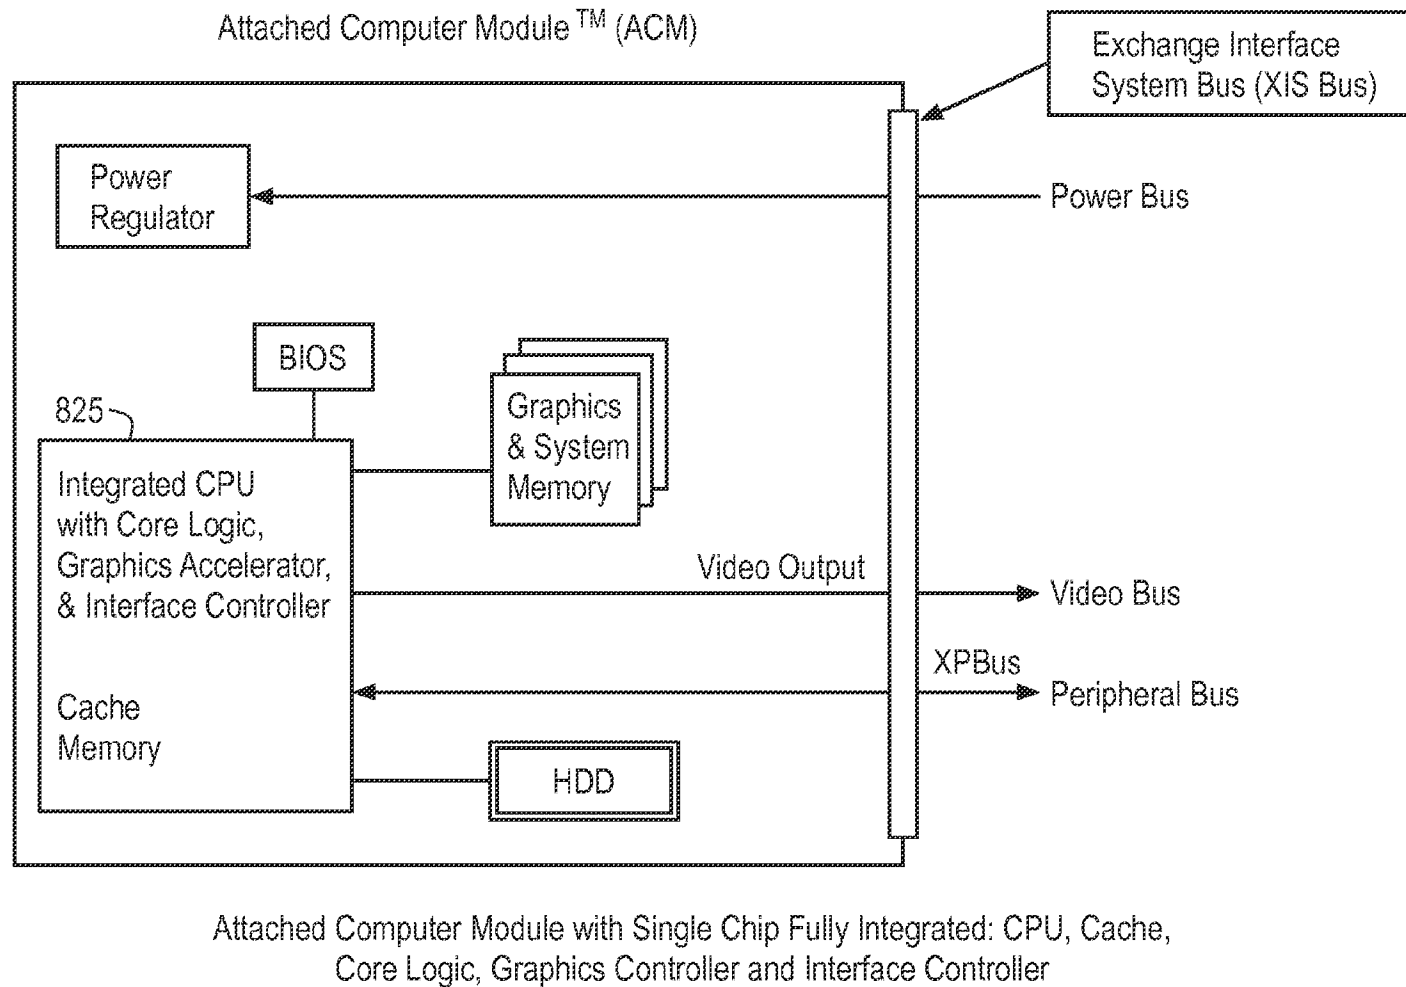 Attached Computer Module TM (ACM)
Exchange Interface
System Bus (XIS Bus)
Power
Regulator
Power Bus
BIOS
825
Graphics
& System
Memory
Integrated CPU
with Core Logic,
Graphics Accelerator,
& Interface Controller
Video Output
Video Bus
XPBus
Peripheral Bus
Cache
Memory
HDD
Attached Computer Module with Single Chip Fully Integrated: CPU, Cache,
Core Logic, Graphics Controller and Interface Controller